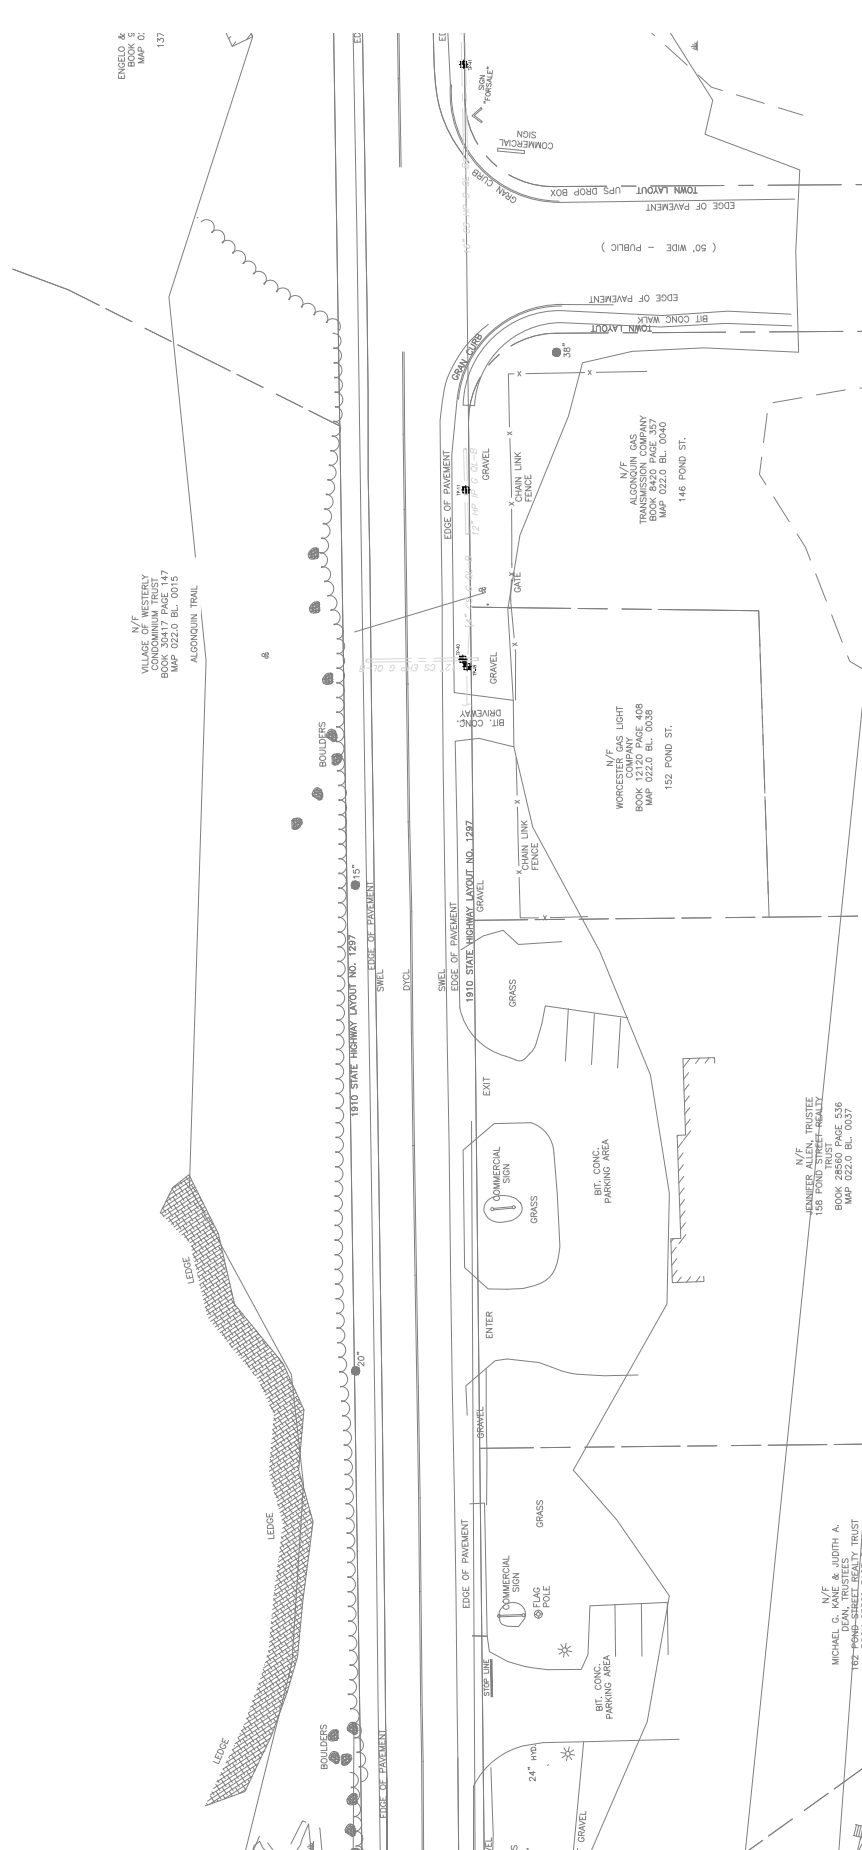 ENGELO &
137
SIGN
"FORSALE"
COMMERCIAL
SIGN
GRAN CURB
TOWN LAYOUT
UPS DROP BOX
EDGE OF PAVEMENT
( 50' WIDE - PUBLIC )
EDGE OF PAVEMENT
BIT CONC WALK
TOWN LAYOUT
GRAN CURB
38"
EDGE OF PAVEMENT
GRAVEL
CHAIN LINK
FENCE
12" HP IP G QL-B
N/F
ALGONQUIN GAS
TRANSMISSION COMPANY
BOOK 8420 PAGE 357
MAP 022.0 BL. 0040
146 POND ST.
N/F
VILLAGE OF WESTERLY
CONDOMINIUM TRUST
BOOK 30417 PAGE 147
MAP 022.0 BL. 0015
ALGONQUIN TRAIL
GATE
GRAVEL
BIT. CONC.
DRIVEWAY
BOULDERS
N/F
WORCESTER GAS LIGHT
COMPANY
BOOK 12120 PAGE 408
MAP 022.0 BL. 0038
152 POND ST.
CHAIN LINK
FENCE
GRAVEL
15"
EDGE OF PAVEMENT
1910 STATE HIGHWAY LAYOUT NO. 1297
SWEL
DYCL
SWEL
EDGE OF PAVEMENT
1910 STATE HIGHWAY LAYOUT NO. 1297
GRASS
EXIT
COMMERCIAL
SIGN
GRASS
BIT. CONC.
PARKING AREA
N/F
JENNIFER ALLEN, TRUSTEE
158 POND STREET REALTY
TRUST
BOOK 28560 PAGE 536
MAP 022.0 BL. 0037
LEDGE
ENTER
20"
GRAVEL
LEDGE
EDGE OF PAVEMENT
GRASS
COMMERCIAL
SIGN
FLAG
POLE
N/F
MICHAEL G. KANE & JUDITH A.
DEAN, TRUSTEES
162 POND STREET REALTY TRUST
STOP LINE
BIT. CONC.
PARKING AREA
LEDGE
BOULDERS
EDGE OF PAVEMENT
24" HYD.
GRAVEL